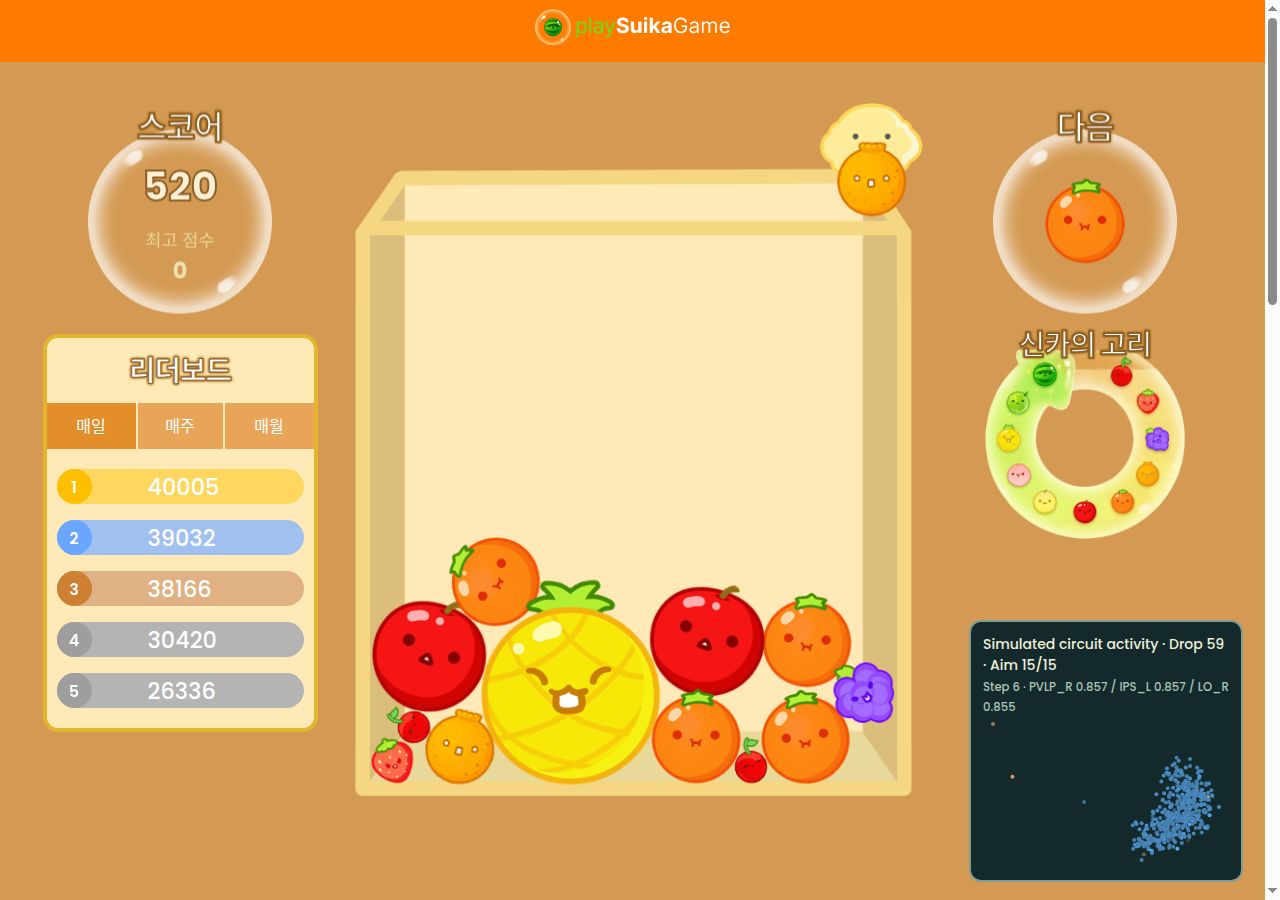 playSuikaGame
스코어
520
최고 점수
0
다음
리더보드
매일
매주
매월
1 40005
2 39032
3 38166
4 30420
5 26336
신카의 고리
Simulated circuit activity · Drop 59
· Aim 15/15
Step 6 · PVLP_R 0.857 / IPS_L 0.857 / LO_R
0.855